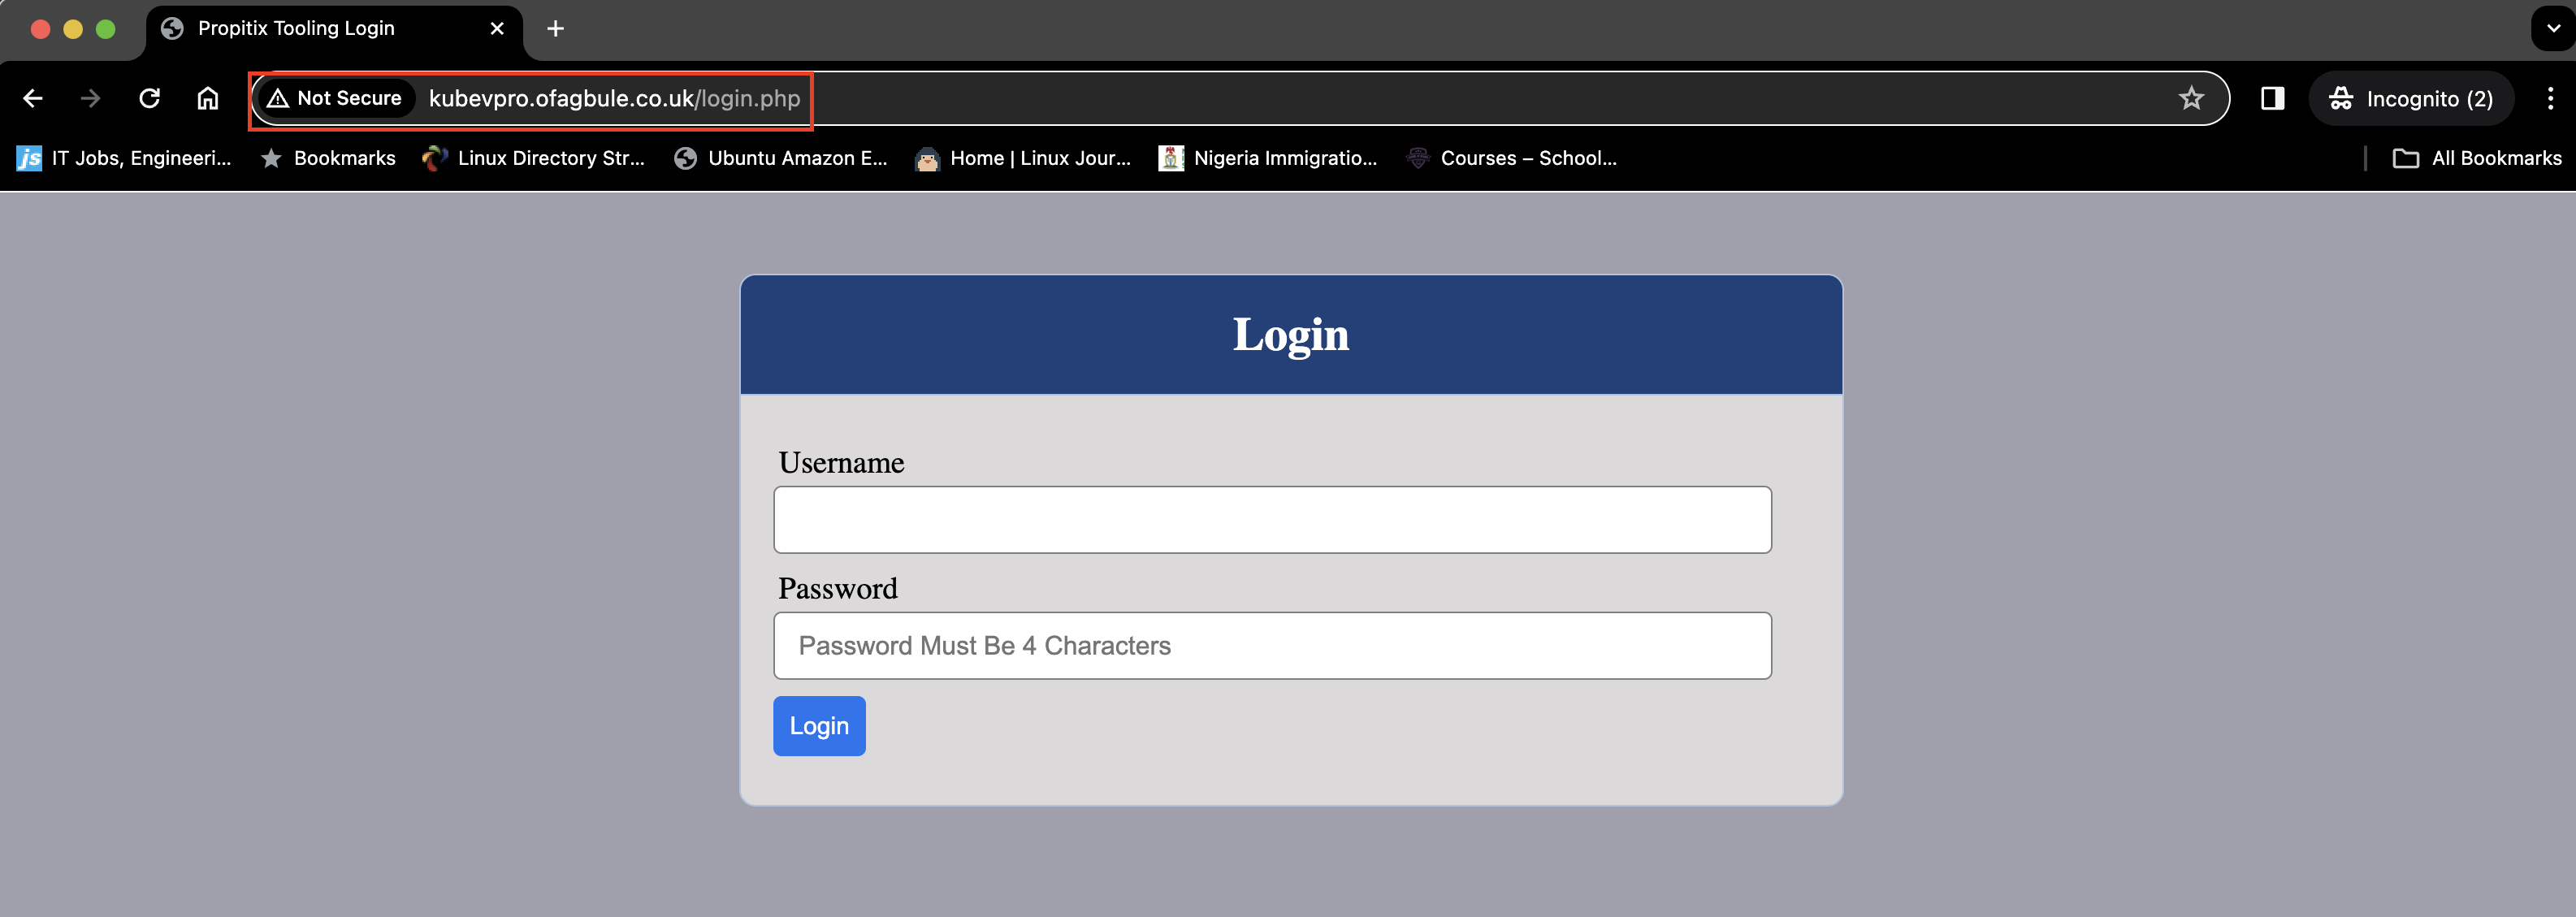 Propitix Tooling Login
Not Secure kubevpro.ofagbule.co.uk/login.php Incognito (2)
IT Jobs, Engineeri... Bookmarks Linux Directory Str... Ubuntu Amazon E... Home | Linux Jour... Nigeria Immigratio... Courses – School... All Bookmarks
Login
Username
Password
Password Must Be 4 Characters
Login